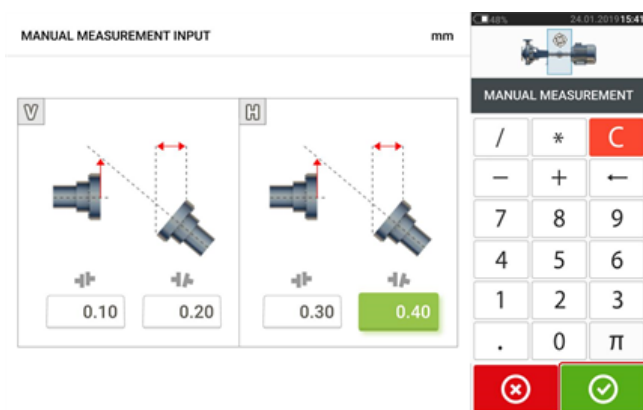 MANUAL MEASUREMENT INPUT mm
V H
0.10 0.20 0.30 0.40
48% 24.01.2019 15:41
MANUAL MEASUREMENT
/ * C
− + ←
7 8 9
4 5 6
1 2 3
. 0 π